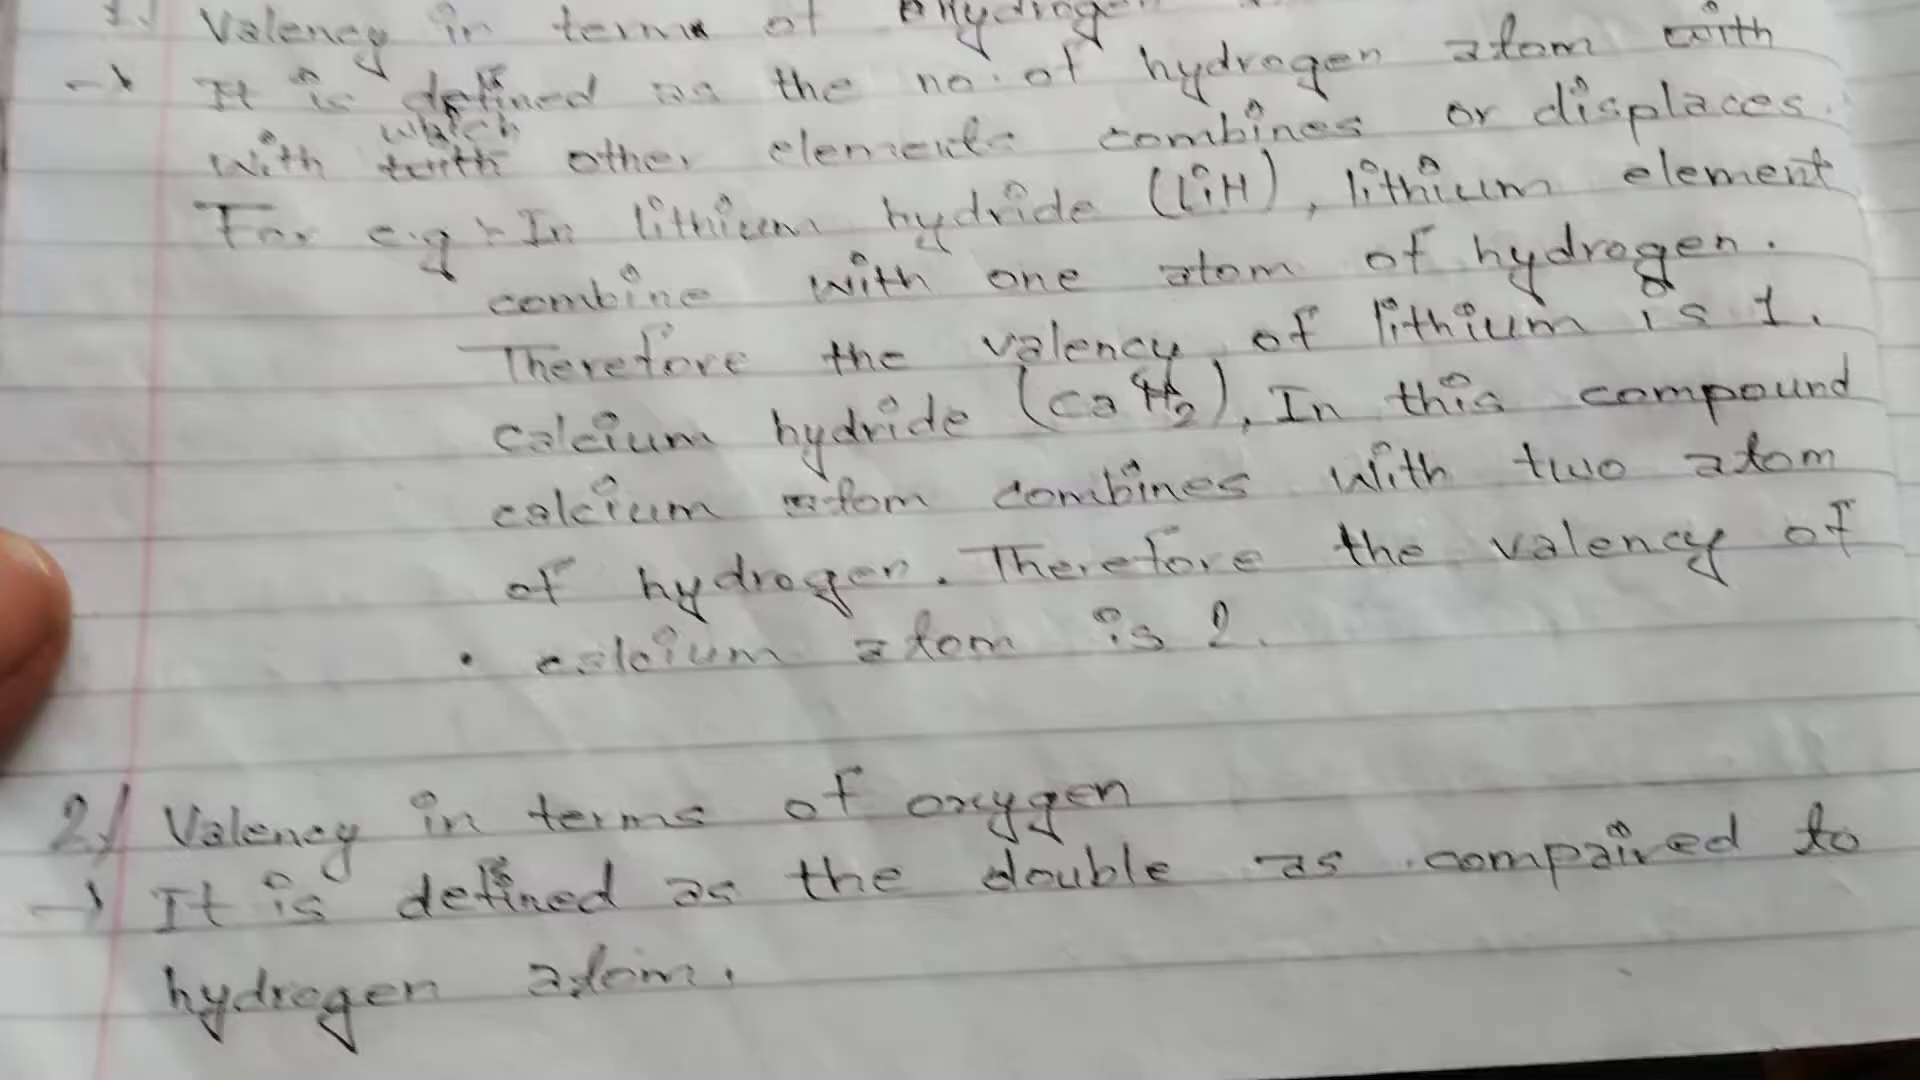 1.) Valency in terms of Hydrogen
→ It is defined as the no. of hydrogen atom with
with which other elements combines or displaces.
For e.g :- In lithium hydride (LiH), lithium element
combine with one atom of hydrogen.
Therefore the valency of lithium is 1.
calcium hydride (CaH₂), In this compound
calcium atom combines with two atom
of hydrogen. Therefore the valency of
• calcium atom is 2.
2.) Valency in terms of oxygen
→ It is defined as the double as compaired to
hydrogen atom.